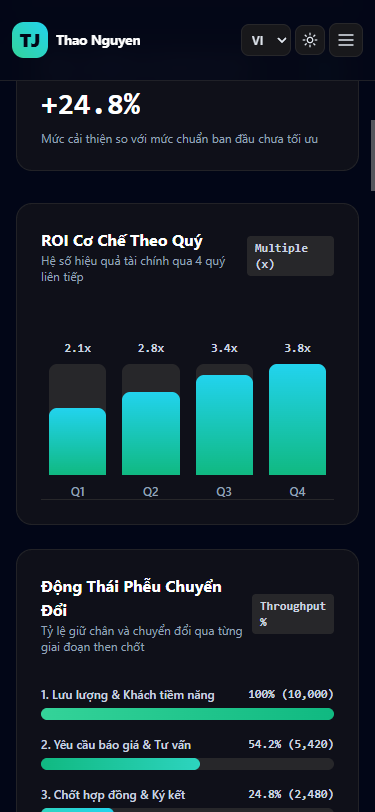 TJ Thao Nguyen VI
+24.8%
Mức cải thiện so với mức chuẩn ban đầu chưa tối ưu
ROI Cơ Chế Theo Quý
Hệ số hiệu quả tài chính qua 4 quý
liên tiếp
Multiple
(x)
2.1x 2.8x 3.4x 3.8x
Q1 Q2 Q3 Q4
Động Thái Phễu Chuyển
Đổi
Tỷ lệ giữ chân và chuyển đổi qua từng
giai đoạn then chốt
Throughput
%
1. Lưu lượng & Khách tiềm năng 100% (10,000)
2. Yêu cầu báo giá & Tư vấn 54.2% (5,420)
3. Chốt hợp đồng & Ký kết 24.8% (2,480)